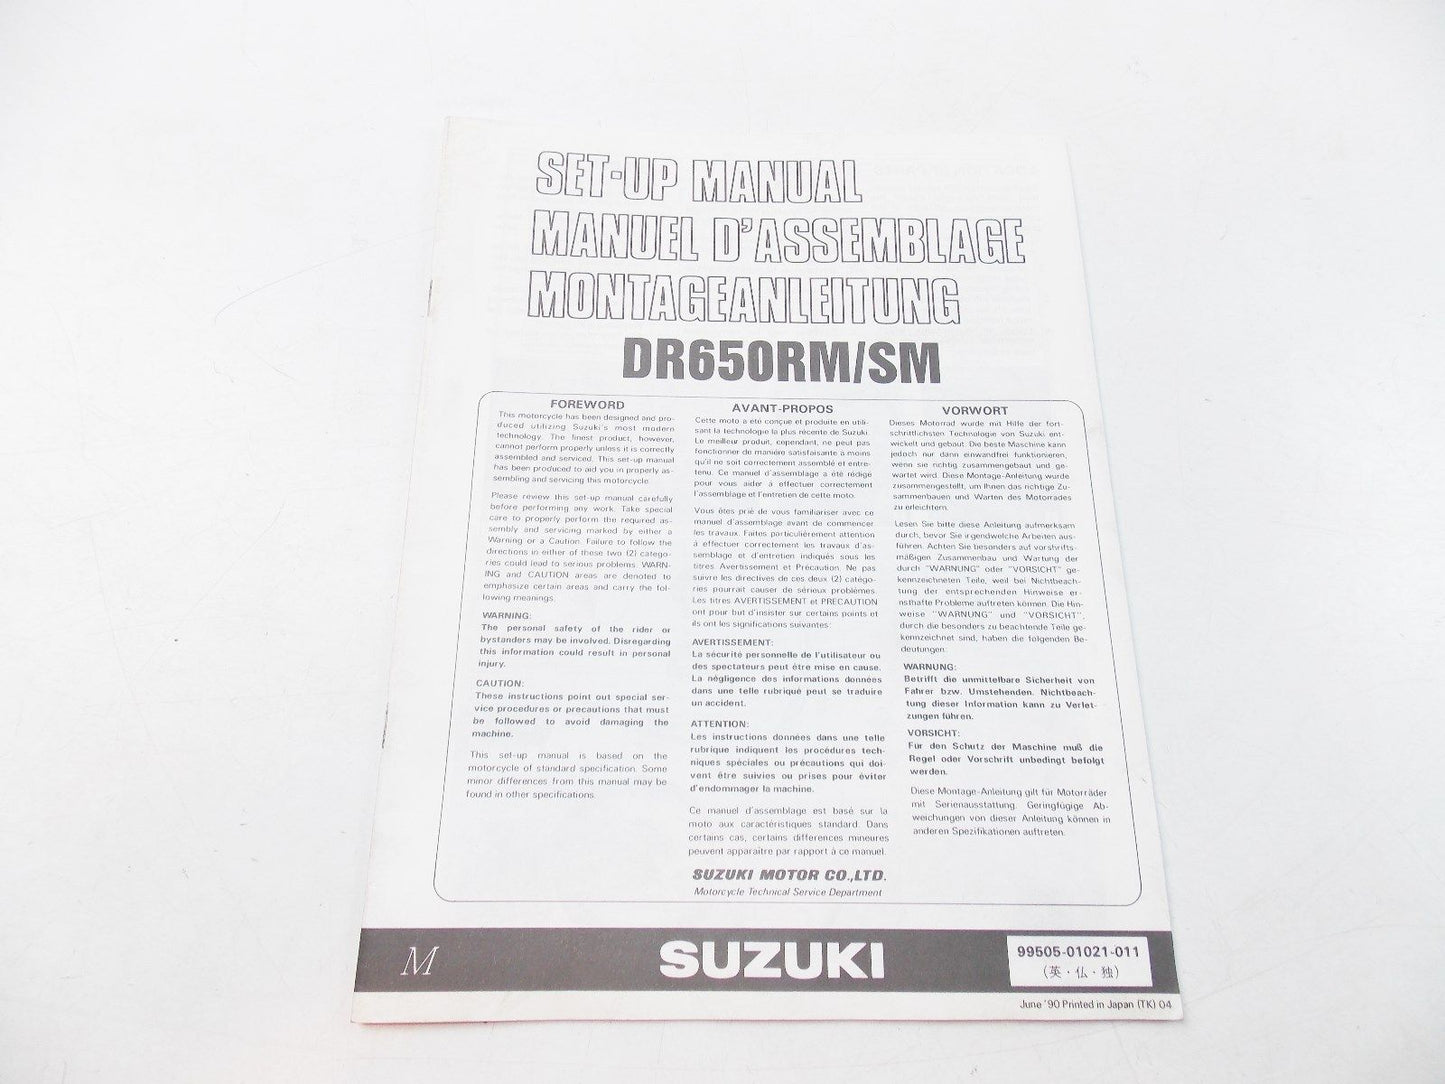 SET-UP MANUAL
MANUEL D'ASSEMBLAGE
MONTAGEANLEITUNG
DR650RM/SM
FOREWORD
This motorcycle has been designed and pro-
duced utilizing Suzuki's most modern
technology. The finest product, however,
cannot perform properly unless it is correctly
assembled and serviced. This set-up manual
has been produced to aid you in properly as-
sembling and servicing this motorcycle.
Please review this set-up manual carefully
before performing any work. Take special
care to properly perform the required as-
sembly and servicing marked by either a
Warning or a Caution. Failure to follow the
directions in either of these two (2) catego-
ries could lead to serious problems. WARN-
ING and CAUTION areas are denoted to
emphasize certain areas and carry the fol-
lowing meanings.
WARNING:
The personal safety of the rider or
bystanders may be involved. Disregarding
this information could result in personal
injury.
CAUTION:
These instructions point out special ser-
vice procedures or precautions that must
be followed to avoid damaging the
machine.
This set-up manual is based on the
motorcycle of standard specification. Some
minor differences from this manual may be
found in other specifications.
AVANT-PROPOS
Cette moto a été conçue et produite en utili-
sant la technologie la plus récente de Suzuki.
Le meilleur produit, cependant, ne peut pas
fonctionner de manière satisfaisante à moins
qu'il ne soit correctement assemblé et entre-
tenu. Ce manuel d'assemblage a été rédigé
pour vous aider à effectuer correctement
l'assemblage et l'entretien de cette moto.
Vous êtes prié de vous familiariser avec ce
manuel d'assemblage avant de commencer
les travaux. Faites particulièrement attention
à effectuer correctement les travaux d'as-
semblage et d'entretien indiqués sous les
titres Avertissement et Précaution. Ne pas
suivre les directives de ces deux (2) catégo-
ries pourrait causer de sérieux problèmes.
Les titres AVERTISSEMENT et PRECAUTION
ont pour but d'insister sur certains points et
ils ont les significations suivantes:
AVERTISSEMENT:
La sécurité personnelle de l'utilisateur ou
des spectateurs peut être mise en cause.
La négligence des informations données
dans une telle rubrique peut se traduire
un accident.
ATTENTION:
Les instructions données dans une telle
rubrique indiquent les procédures tech-
niques spéciales ou précautions qui doi-
vent être suivies ou prises pour éviter
d'endommager la machine.
Ce manuel d'assemblage est basé sur la
moto aux caractéristiques standard. Dans
certains cas, certains differences mineures
peuvent apparaître par rapport à ce manuel.
SUZUKI MOTOR CO.,LTD.
Motorcycle Technical Service Department
VORWORT
Dieses Motorrad wurde mit Hilfe der fort-
schrittlichsten Technologie von Suzuki ent-
wickelt und gebaut. Die beste Maschine kann
jedoch nur dann einwandfrei funktionieren,
wenn sie richtig zusammengebaut und ge-
wartet wird. Diese Montage-Anleitung wurde
zusammengestellt, um Ihnen das richtige Zu-
sammenbauen und Warten des Motorrades
zu erleichtern.
Lesen Sie bitte diese Anleitung aufmerksam
durch, bevor Sie irgendwelche Arbeiten aus-
führen. Achten Sie besonders auf vorschrifts-
mäßigen Zusammenbau und Wartung der
durch "WARNUNG" oder "VORSICHT" ge-
kennzeichneten Teile, weil bei Nichtbeach-
tung der entsprechenden Hinweise er-
nsthafte Probleme auftreten können. Die Hin-
weise "WARNUNG" und "VORSICHT",
durch die besonders zu beachtende Teile ge-
kennzeichnet sind, haben die folgenden Be-
deutungen:
WARNUNG:
Betrifft die unmittelbare Sicherheit von
Fahrer bzw. Umstehenden. Nichtbeach-
tung dieser Information kann zu Verlet-
zungen führen.
VORSICHT:
Für den Schutz der Maschine muß die
Regel oder Vorschrift unbedingt befolgt
werden.
Diese Montage-Anleitung gilt für Motorräder
mit Serienausstattung. Geringfügige Ab-
weichungen von dieser Anleitung können in
anderen Spezifikationen auftreten.
M
SUZUKI
99505-01021-011
(英・仏・独)
June '90 Printed in Japan (TK) 04